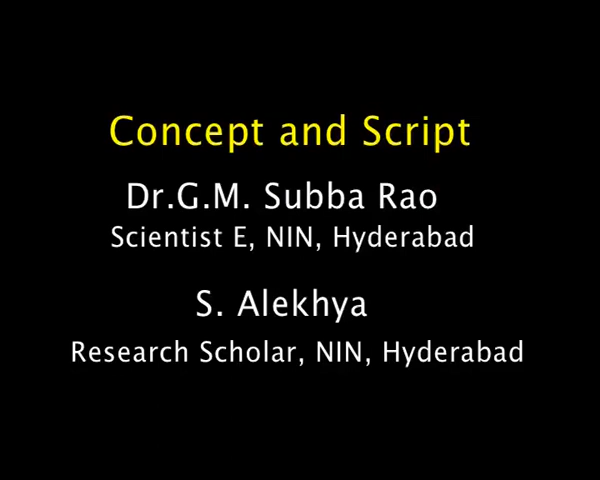 Concept and Script
Dr.G.M. Subba Rao
Scientist E, NIN, Hyderabad
S. Alekhya
Research Scholar, NIN, Hyderabad